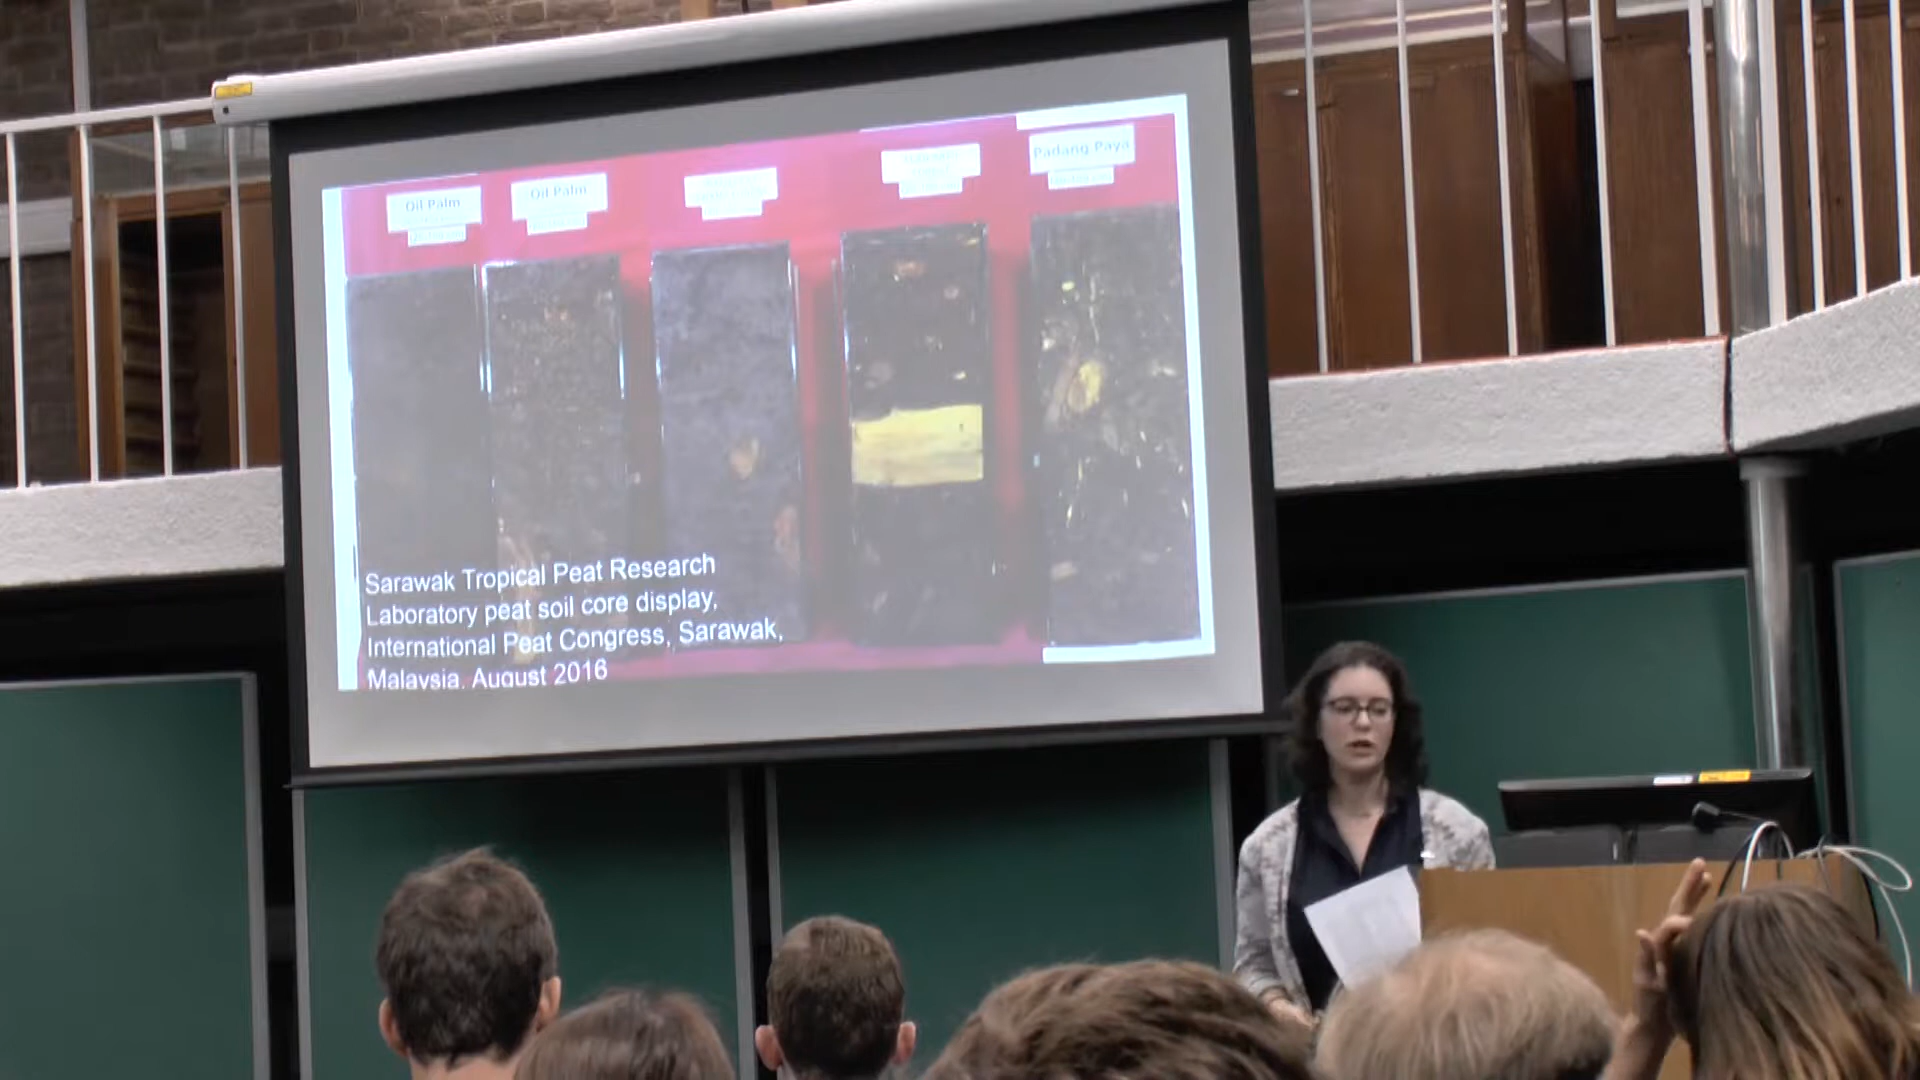 Oil Palm
Oil Palm
Padang Paya
Sarawak Tropical Peat Research
Laboratory peat soil core display,
International Peat Congress, Sarawak,
Malaysia, August 2016